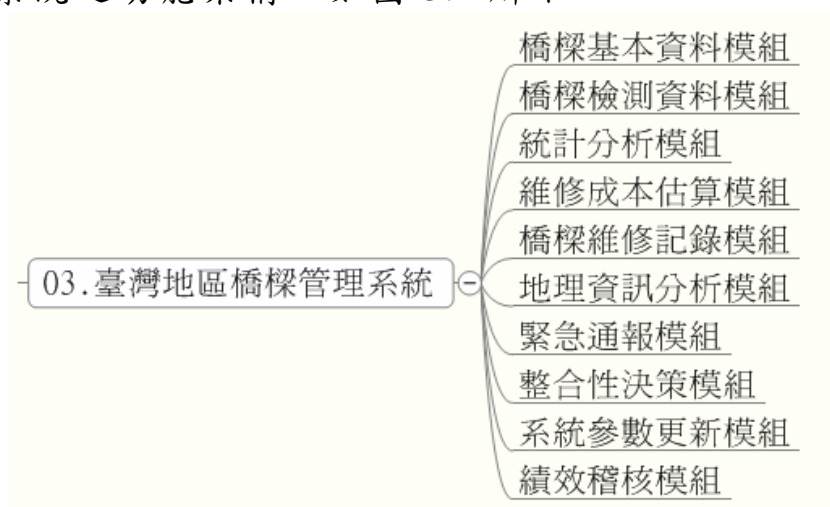 橋樑基本資料模組
橋樑檢測資料模組
統計分析模組
維修成本估算模組
橋樑維修記錄模組
03.臺灣地區橋樑管理系統
地理資訊分析模組
緊急通報模組
整合性決策模組
系統參數更新模組
績效稽核模組